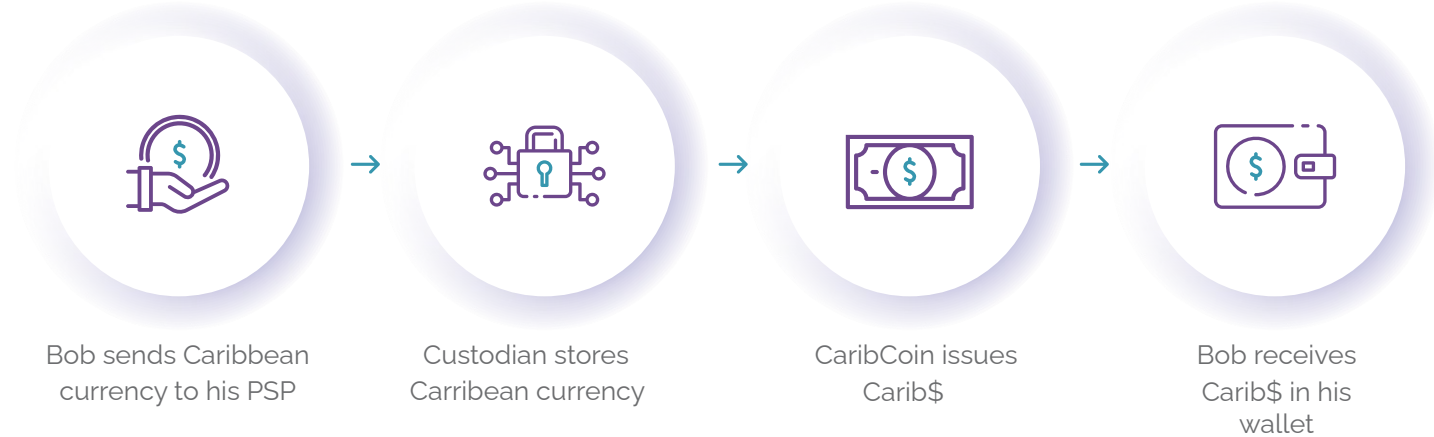 $
$
$
Bob sends Caribbean
currency to his PSP
Custodian stores
Carribean currency
CaribCoin issues
Carib$
Bob receives
Carib$ in his
wallet